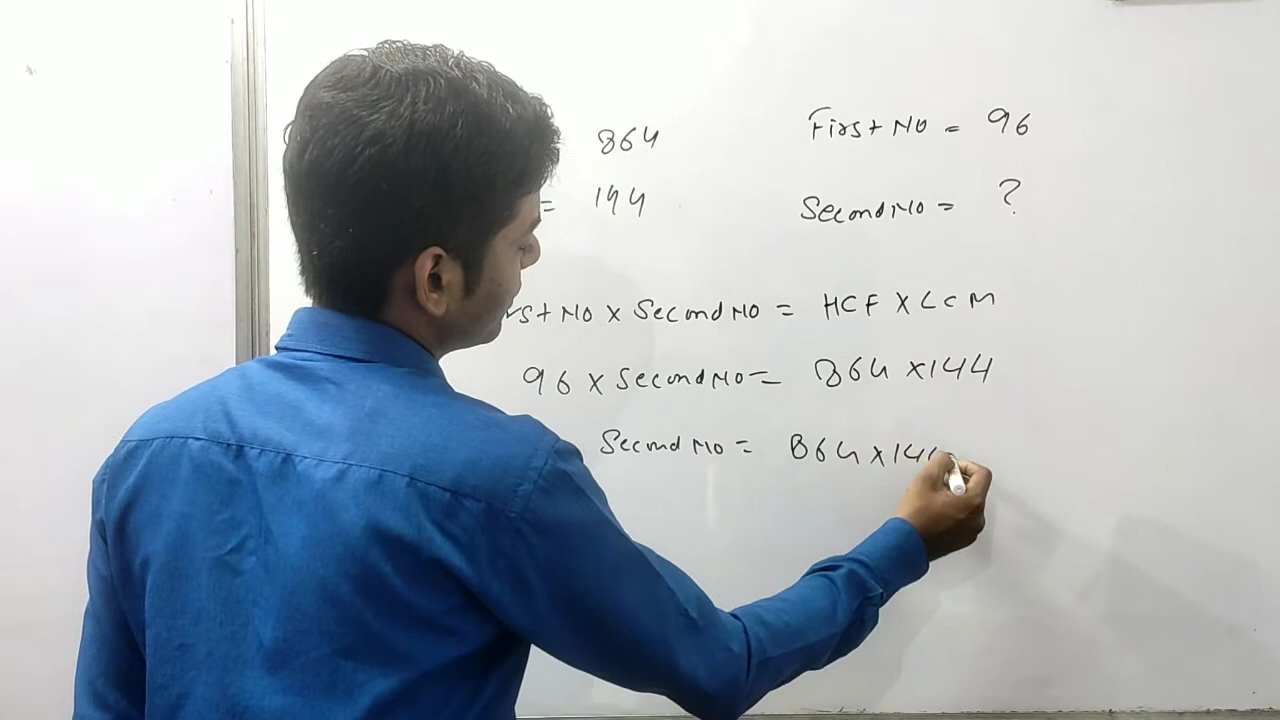 864
First No = 96
= 144
Second No = ?
First No x Second No = HCF x LCM
96 x Second No = 864 x 144
Second No = 864 x 144